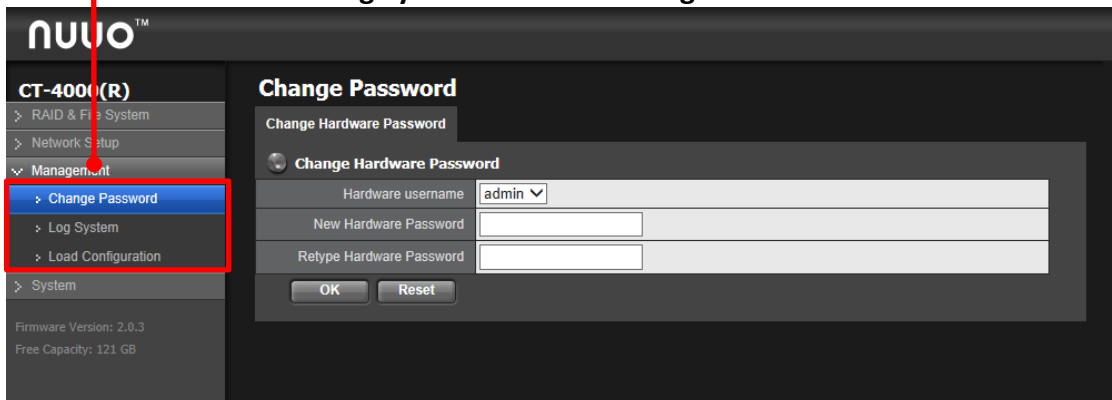 nuuo™
CT-4000(R)
> RAID & File System
> Network Setup
Management
Change Password
> Log System
> Load Configuration
> System
Firmware Version: 2.0.3
Free Capacity: 121 GB
Change Password
Change Hardware Password
Change Hardware Password
Hardware username admin
New Hardware Password
Retype Hardware Password
OK Reset